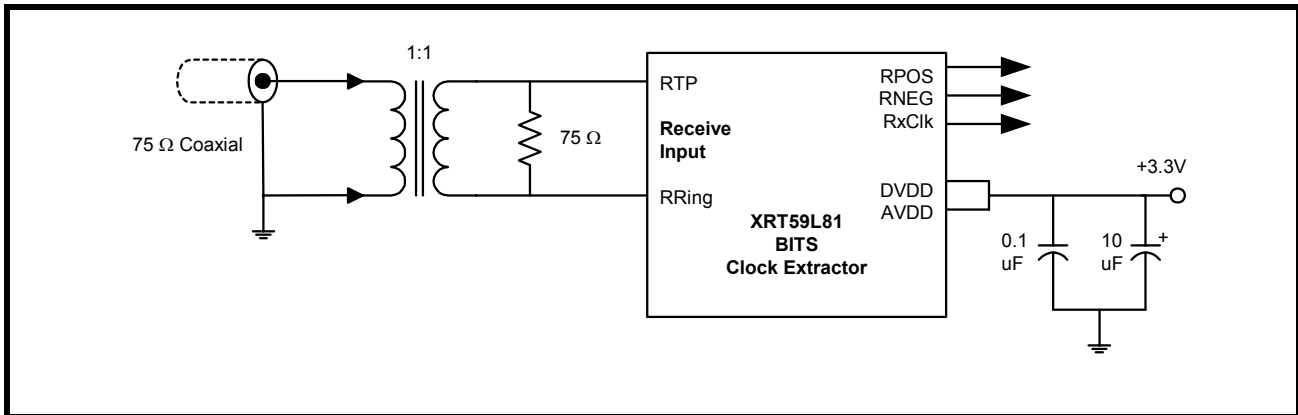 1:1
75 Ω Coaxial
75 Ω
RTP
Receive
Input
RRing
RPOS
RNEG
RxClk
DVDD
AVDD
XRT59L81
BITS
Clock Extractor
+3.3V
0.1
uF
10
uF
+